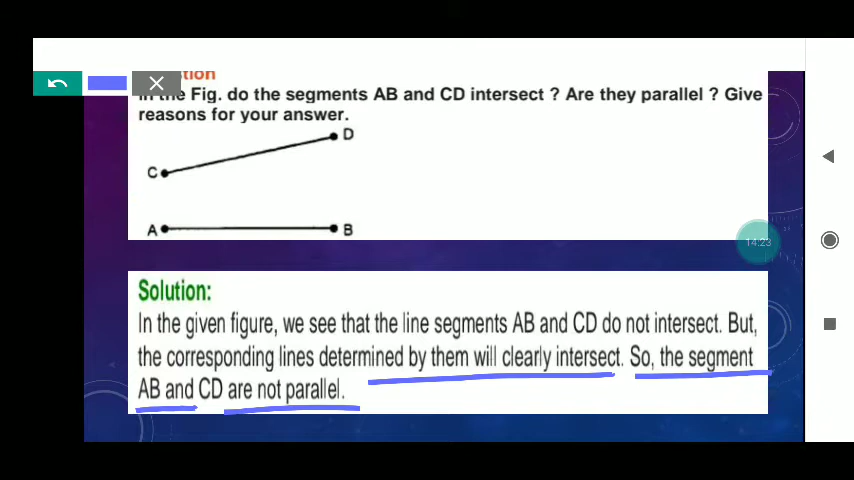 tion
In the Fig. do the segments AB and CD intersect ? Are they parallel ? Give
reasons for your answer.
D
C
A
B
14:23
Solution:
In the given figure, we see that the line segments AB and CD do not intersect. But,
the corresponding lines determined by them will clearly intersect. So, the segment
AB and CD are not parallel.